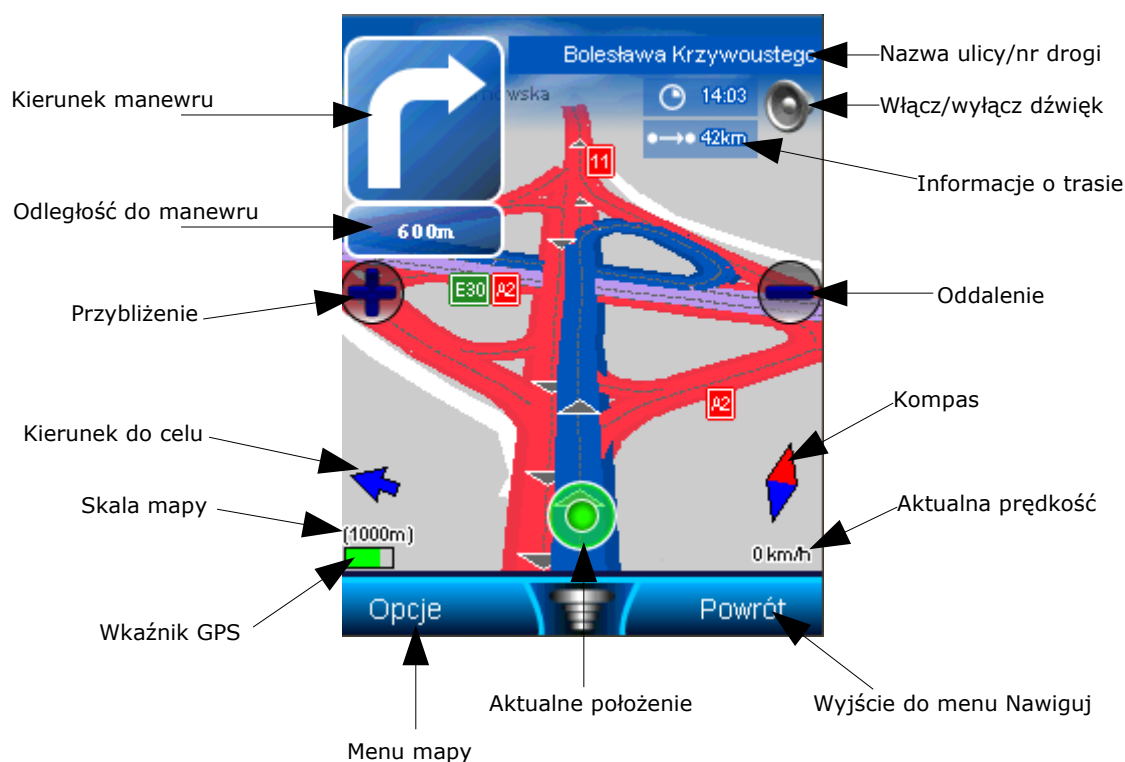 Bolesławа Krzywoustego
Nazwa ulicy/nr drogi
Kierunek manewru
nowska
14:03
Włącz/wyłącz dźwięk
42km
11
Informacje o trasie
Odległość do manewru
600m
E30
A2
Przybliżenie
Oddalenie
A2
Kompas
Kierunek do celu
Skala mapy
Aktualna prędkość
(1000m)
0 km/h
Wkaźnik GPS
Opcje
Powrót
Aktualne położenie
Wyjście do menu Nawiguj
Menu mapy